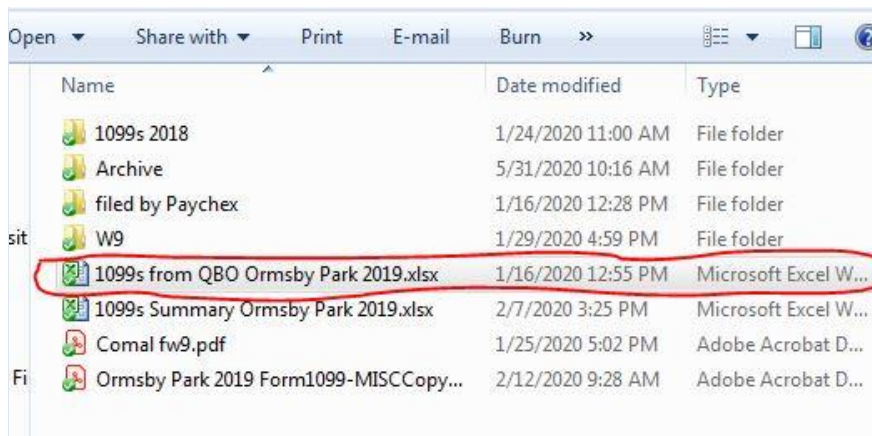 Open Share with Print E-mail Burn »
Name Date modified Type
1099s 2018 1/24/2020 11:00 AM File folder
Archive 5/31/2020 10:16 AM File folder
filed by Paychex 1/16/2020 12:28 PM File folder
sit W9 1/29/2020 4:59 PM File folder
1099s from QBO Ormsby Park 2019.xlsx 1/16/2020 12:55 PM Microsoft Excel W...
1099s Summary Ormsby Park 2019.xlsx 2/7/2020 3:25 PM Microsoft Excel W...
Comal fw9.pdf 1/25/2020 5:02 PM Adobe Acrobat D...
Fi Ormsby Park 2019 Form1099-MISCCopy... 2/12/2020 9:28 AM Adobe Acrobat D...